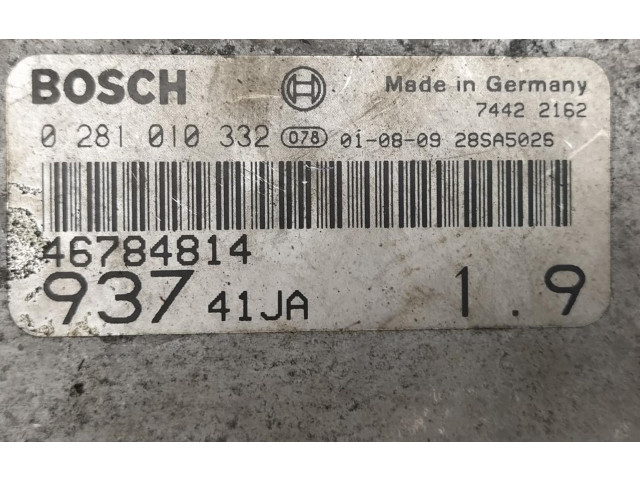 BOSCH Made in Germany
7442 2162
0 281 010 332 078 01-08-09 28SA5026
46784814
937 41JA 1.9